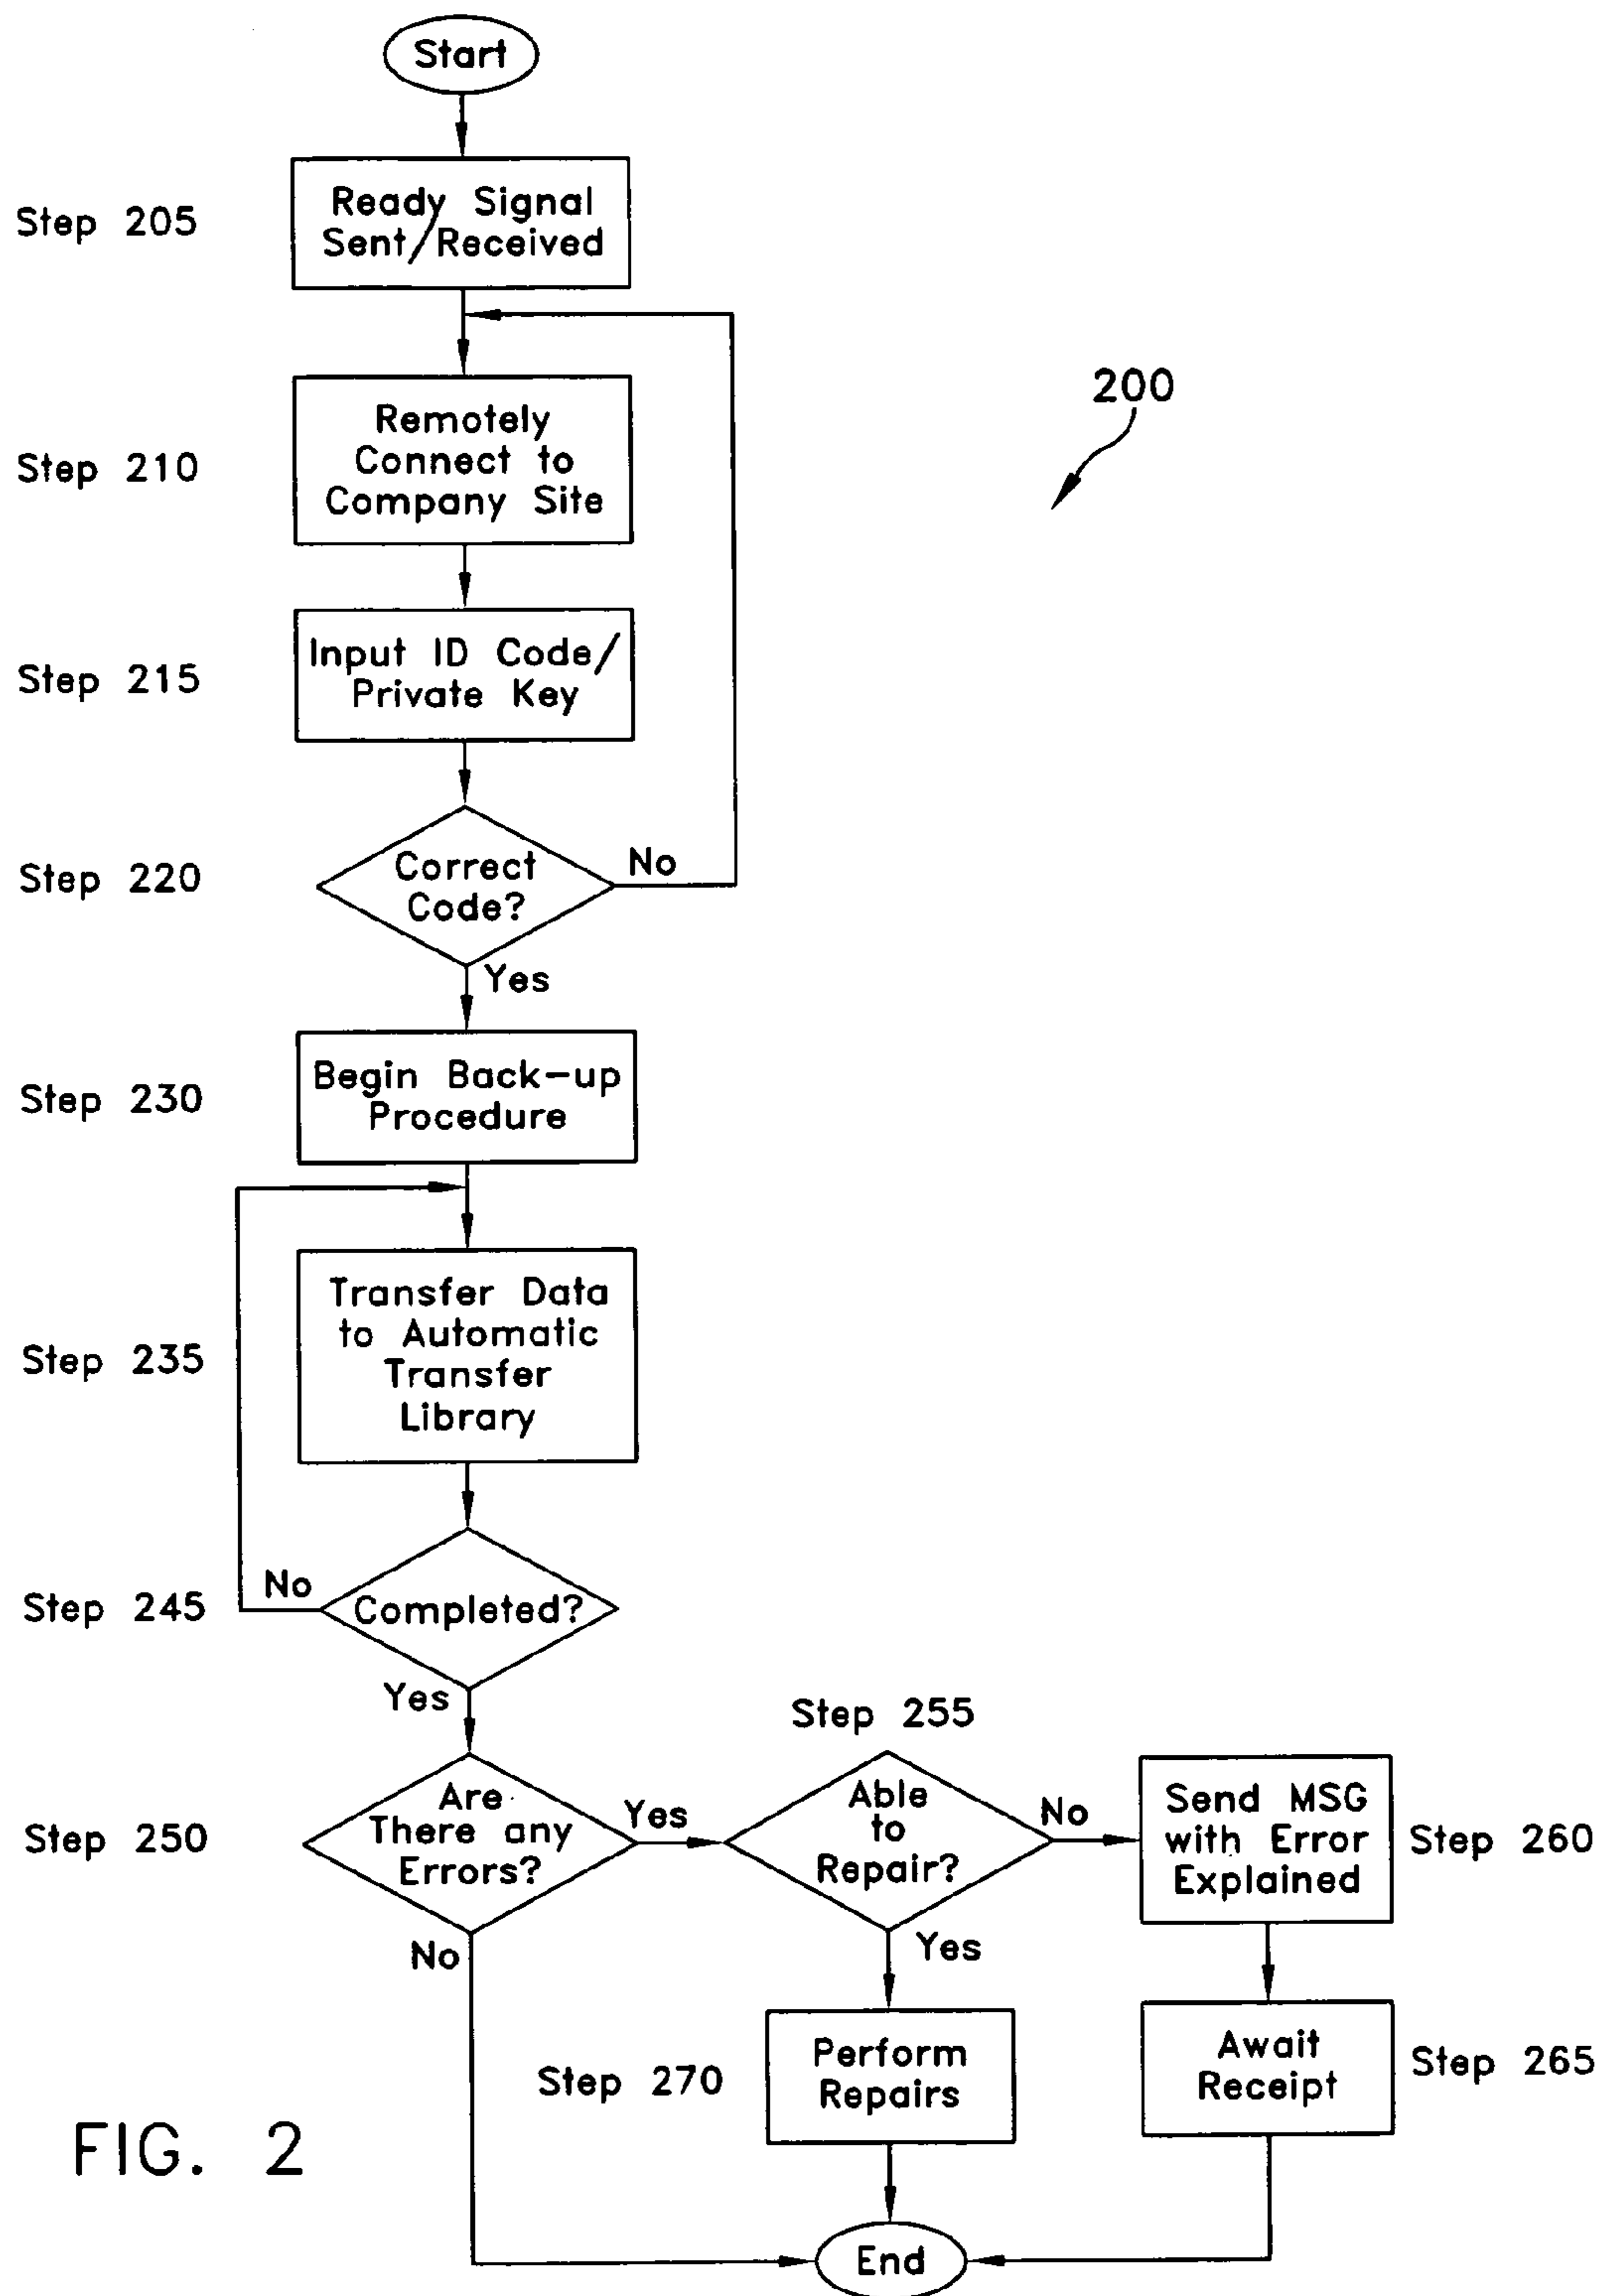 Start
Step 205
Ready Signal
Sent/Received
200
Step 210
Remotely
Connect to
Company Site
Step 215
Input ID Code/
Private Key
Step 220
Correct
Code?
No
Yes
Step 230
Begin Back-up
Procedure
Step 235
Transfer Data
to Automatic
Transfer
Library
Step 245
No
Completed?
Yes
Step 250
Are
There any
Errors?
Yes
No
Step 255
Able
to
Repair?
No
Yes
Send MSG
with Error
Explained
Step 260
Step 270
Perform
Repairs
Await
Receipt
Step 265
End
FIG. 2